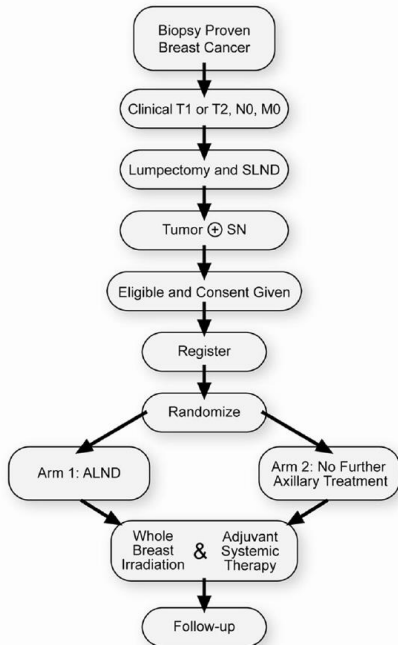 Biopsy Proven
Breast Cancer
Clinical T1 or T2, N0, M0
Lumpectomy and SLND
Tumor ⊕ SN
Eligible and Consent Given
Register
Randomize
Arm 1: ALND
Arm 2: No Further
Axillary Treatment
Whole
Breast
Irradiation
&
Adjuvant
Systemic
Therapy
Follow-up